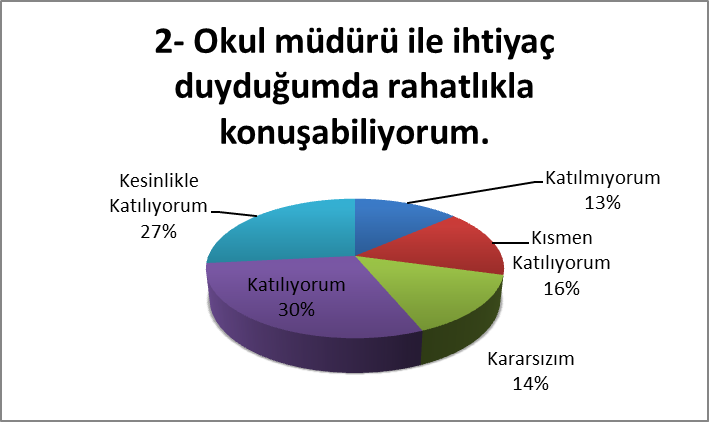 2- Okul müdürü ile ihtiyaç
duyduğumda rahatlıkla
konuşabiliyorum.
Katılmıyorum
13%
Kısmen
Katılıyorum
16%
Kararsızım
14%
Katılıyorum
30%
Kesinlikle
Katılıyorum
27%